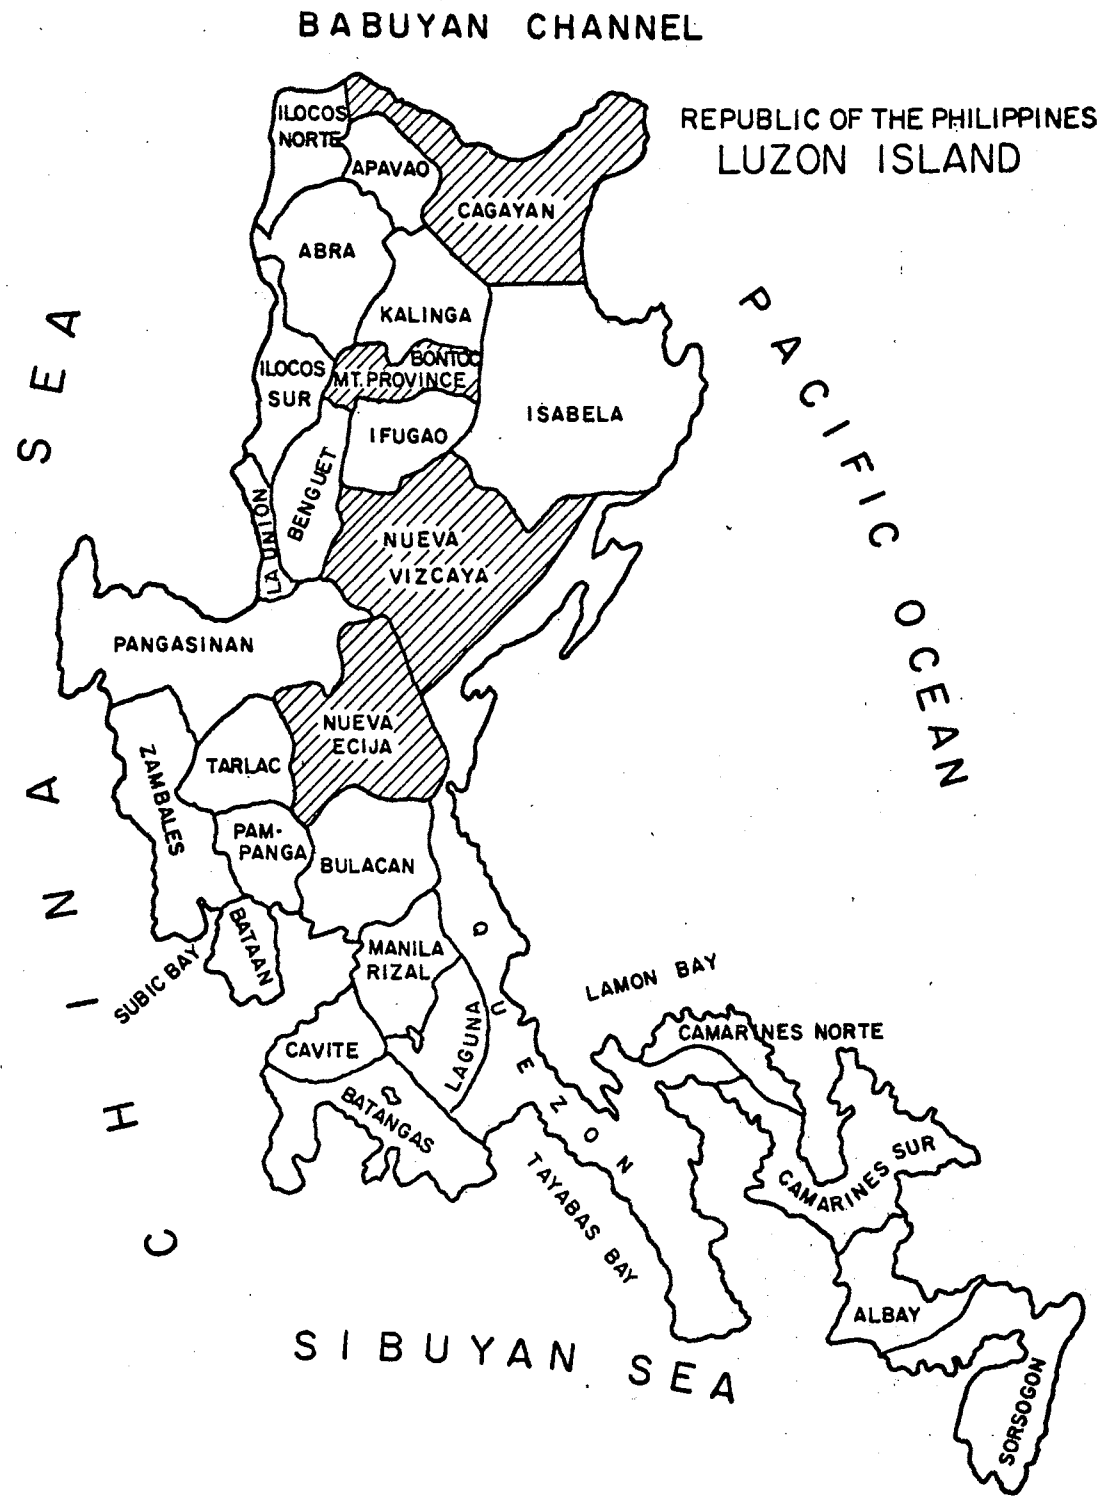 BABUYAN CHANNEL
REPUBLIC OF THE PHILIPPINES
LUZON ISLAND
ILOCOS
NORTE
APAVAO
CAGAYAN
ABRA
KALINGA
BONTOC
MT. PROVINCE
ILOCOS
SUR
ISABELA
IFUGAO
BENGUET
LA UNION
NUEVA
VIZCAYA
PANGASINAN
NUEVA
ECIJA
TARLAC
ZAMBALES
PAM-
PANGA
BULACAN
BATAAN
SUBIC BAY
MANILA
RIZAL
LAGUNA
CAVITE
BATANGAS
QUEZON
LAMON BAY
CAMARINES NORTE
CAMARINES SUR
TAYABAS BAY
ALBAY
SORSOGON
CHINA SEA
PACIFIC OCEAN
SIBUYAN SEA